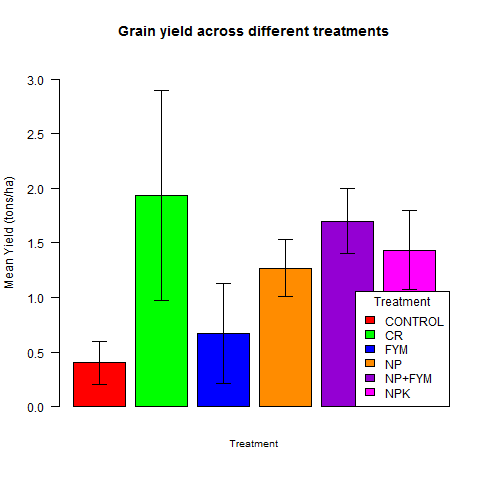 Grain yield across different treatments
Mean Yield (tons/ha)
3.0
2.5
2.0
1.5
1.0
0.5
0.0
Treatment
CONTROL
CR
FYM
NP
NP+FYM
NPK
Treatment